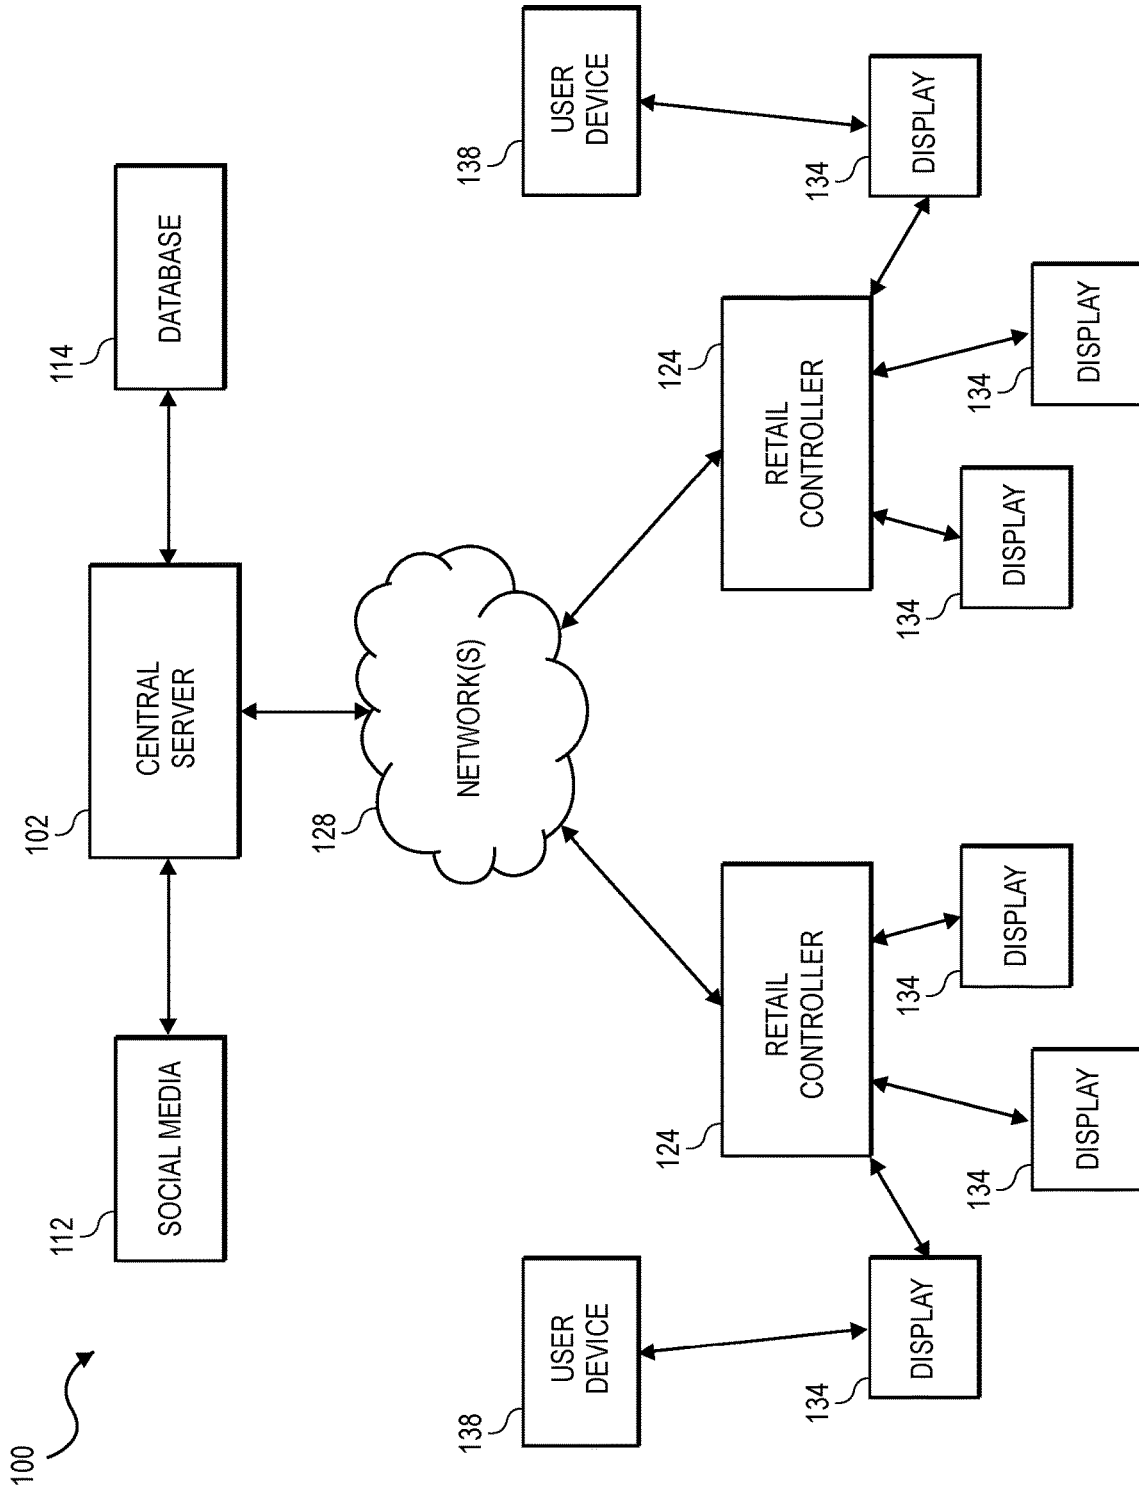 100
112
SOCIAL MEDIA
102
CENTRAL
SERVER
114
DATABASE
128
NETWORK(S)
138
USER
DEVICE
138
USER
DEVICE
124
RETAIL
CONTROLLER
124
RETAIL
CONTROLLER
134
DISPLAY
134
DISPLAY
134
DISPLAY
134
DISPLAY
134
DISPLAY
134
DISPLAY